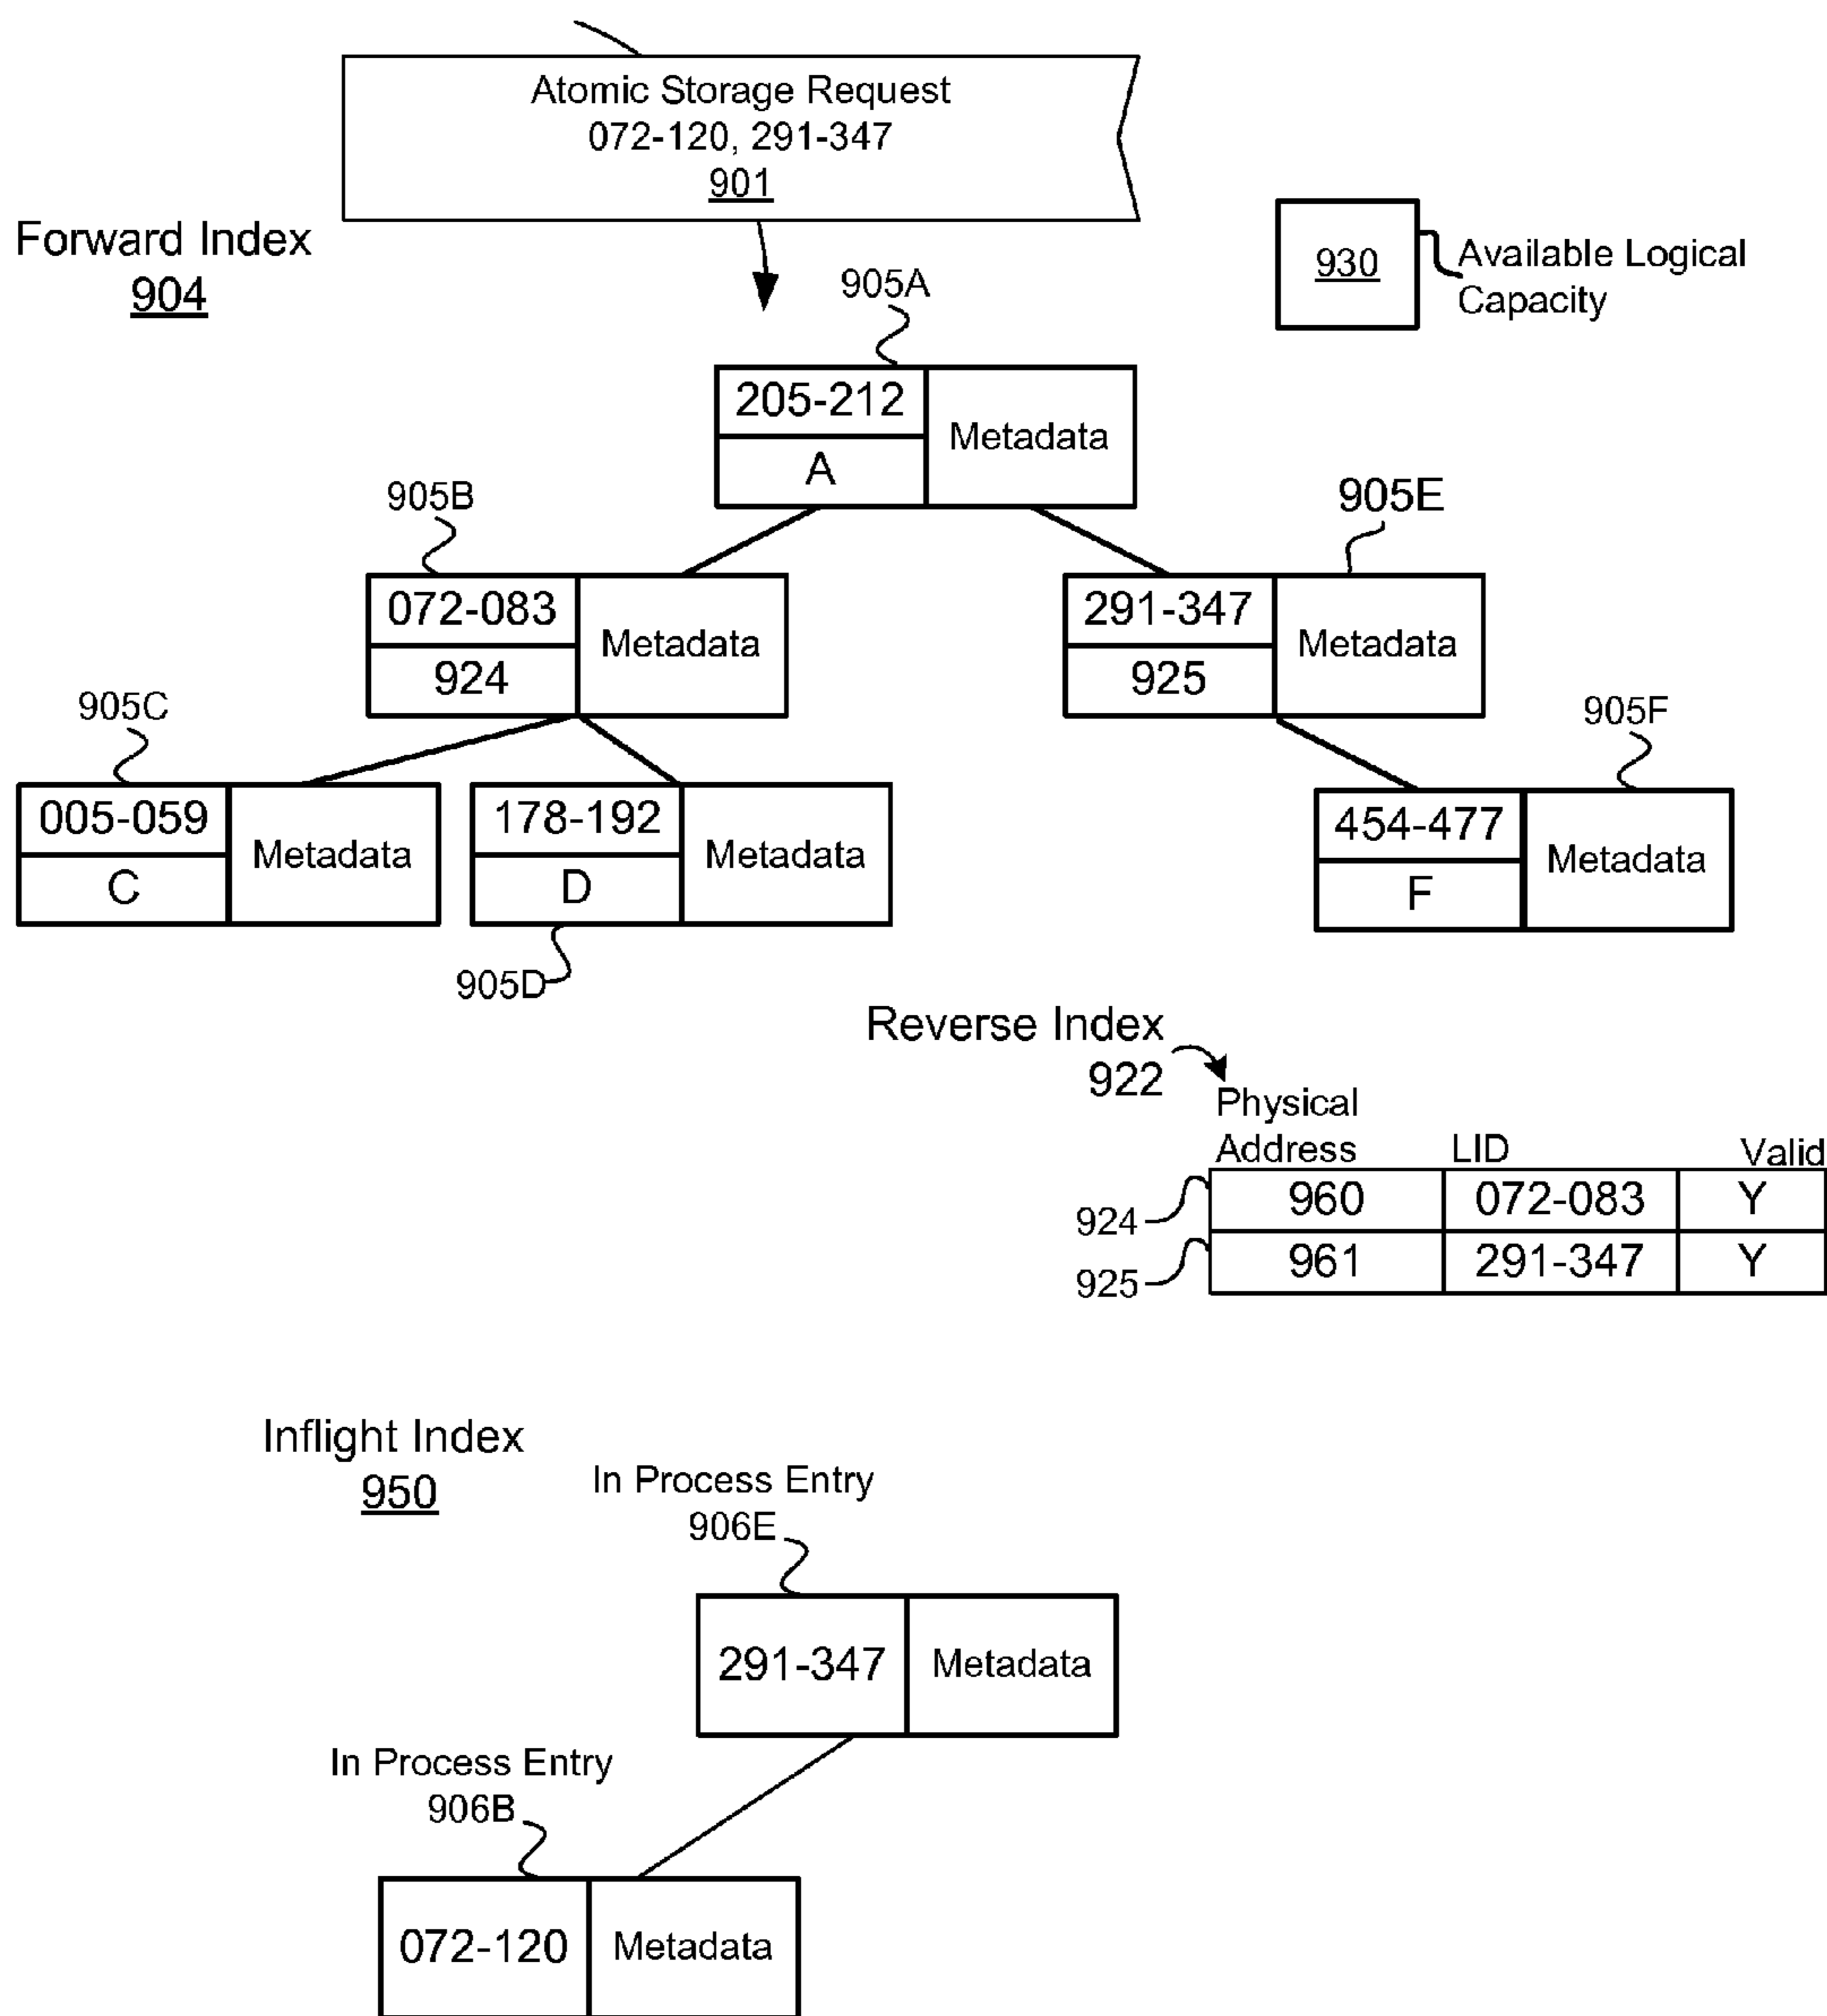 Atomic Storage Request
072-120, 291-347
901
Forward Index
904
930
Available Logical
Capacity
905A
205-212
A
Metadata
905B
072-083
924
Metadata
905E
291-347
925
Metadata
905C
005-059
C
Metadata
178-192
D
Metadata
905D
905F
454-477
F
Metadata
Reverse Index
922
Physical
Address LID Valid
924 960 072-083 Y
925 961 291-347 Y
Inflight Index
950
In Process Entry
906E
291-347 Metadata
In Process Entry
906B
072-120 Metadata